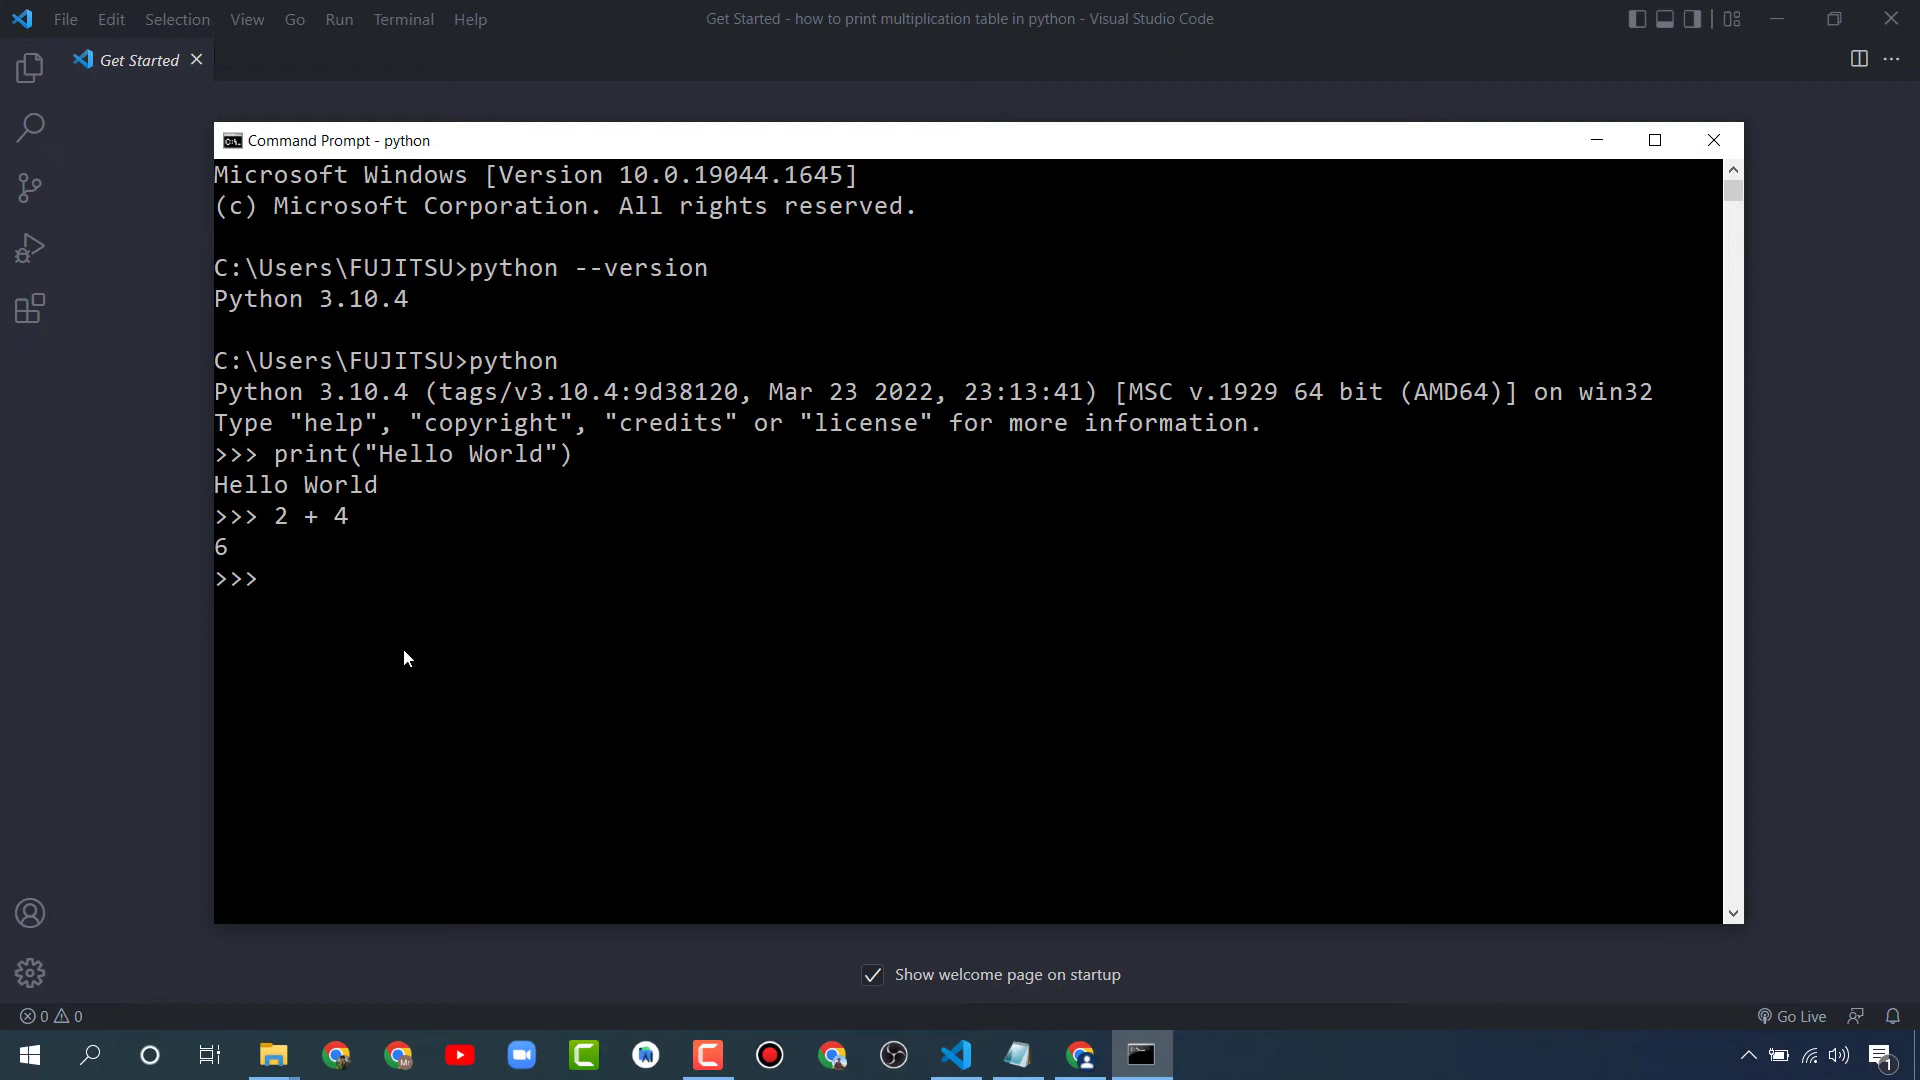 File Edit Selection View Go Run Terminal Help
Get Started - how to print multiplication table in python - Visual Studio Code
Get Started
Command Prompt - python
Microsoft Windows [Version 10.0.19044.1645]
(c) Microsoft Corporation. All rights reserved.
C:\Users\FUJITSU>python --version
Python 3.10.4
C:\Users\FUJITSU>python
Python 3.10.4 (tags/v3.10.4:9d38120, Mar 23 2022, 23:13:41) [MSC v.1929 64 bit (AMD64)] on win32
Type "help", "copyright", "credits" or "license" for more information.
>>> print("Hello World")
Hello World
>>> 2 + 4
6
>>>
Show welcome page on startup
0 0
Go Live
1